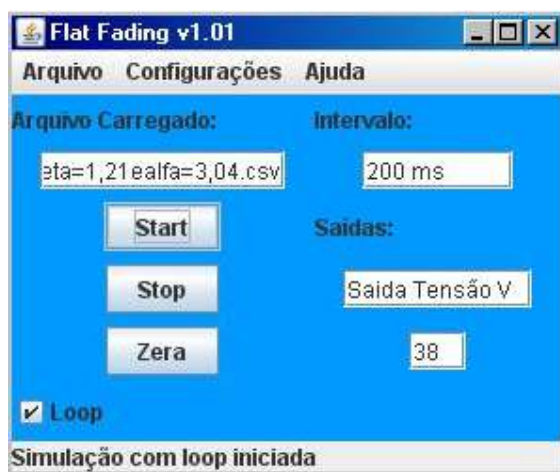 Flat Fading v1.01
Arquivo Configurações Ajuda
Arquivo Carregado: Intervalo:
eta=1,21ealfa=3,04.csv 200 ms
Start Saidas:
Stop Saida Tensão V
Zera 38
Loop
Simulação com loop iniciada